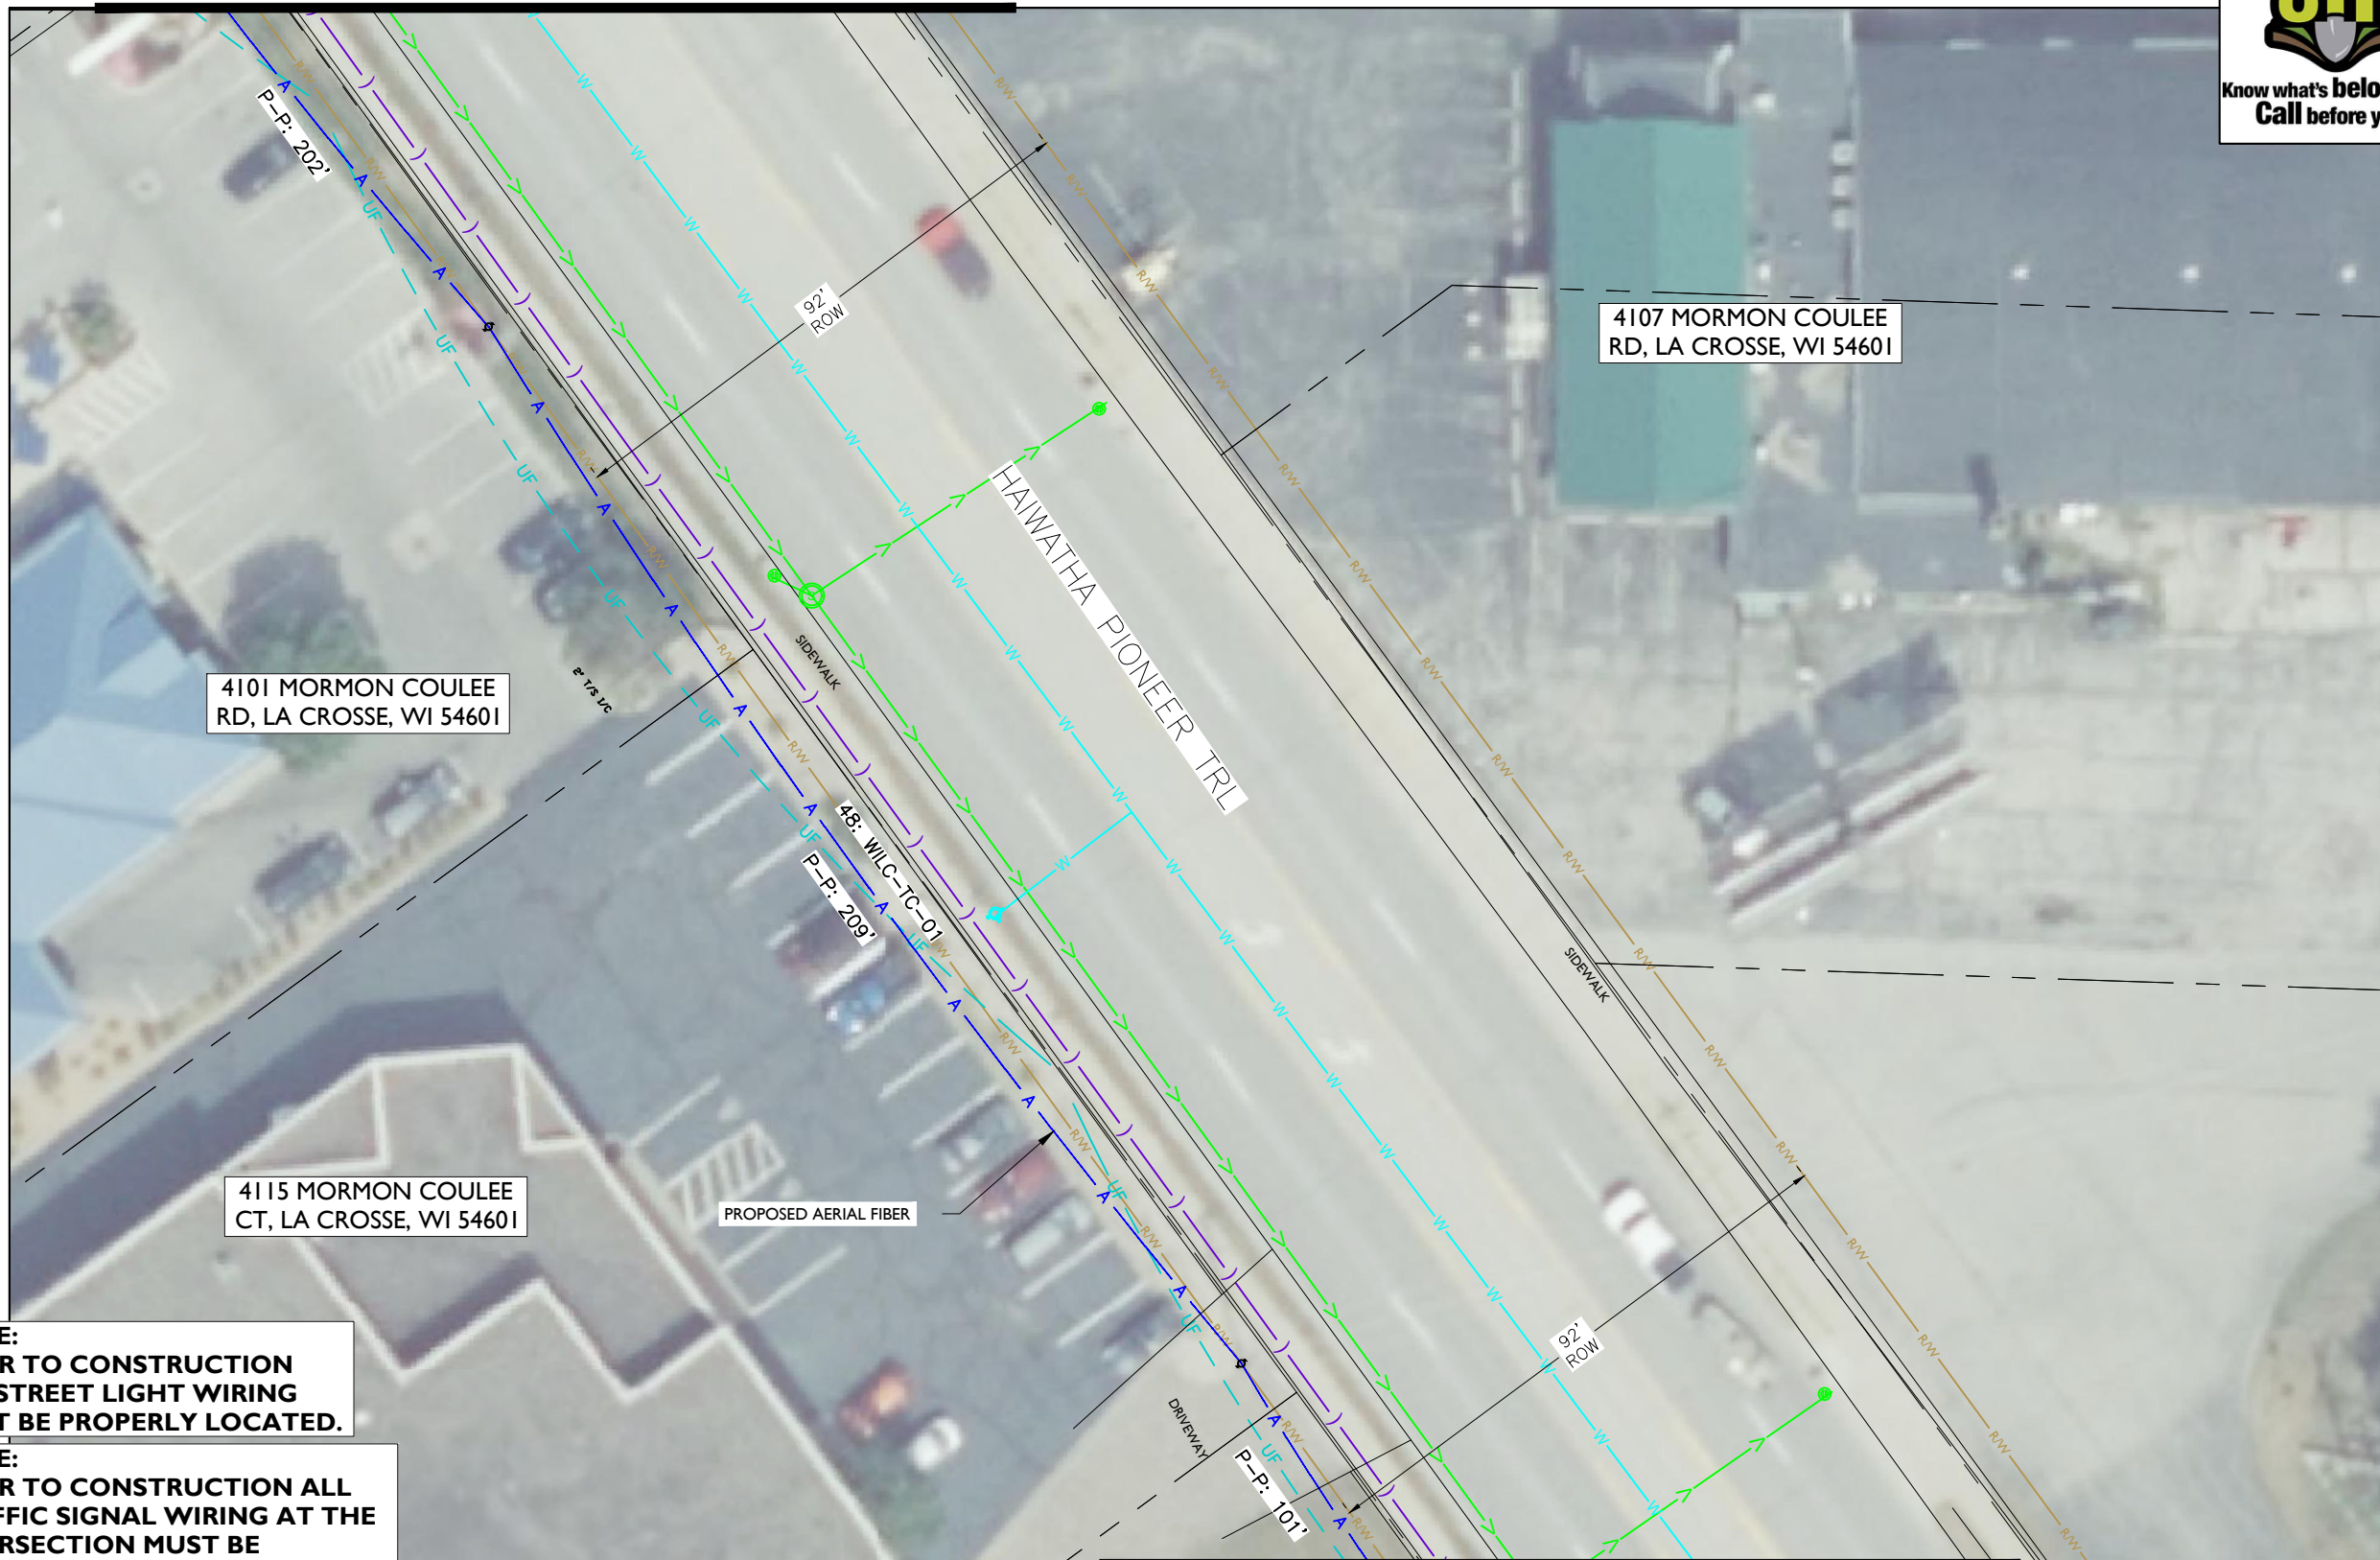 Know what's belo
Call before y
P-P: 202'
92'
ROW
4107 MORMON COULEE
RD, LA CROSSE, WI 54601
HAIWATHA PIONEER TRL
SIDEWALK
2" T/S I/C
4101 MORMON COULEE
RD, LA CROSSE, WI 54601
48: WILC-TC-01
P-P: 209'
SIDEWALK
4115 MORMON COULEE
CT, LA CROSSE, WI 54601
PROPOSED AERIAL FIBER
E:
R TO CONSTRUCTION
STREET LIGHT WIRING
T BE PROPERLY LOCATED.
92'
ROW
DRIVEWAY
P-P: 101'
E:
R TO CONSTRUCTION ALL
FFIC SIGNAL WIRING AT THE
RSECTION MUST BE
A
UF
R/W
W